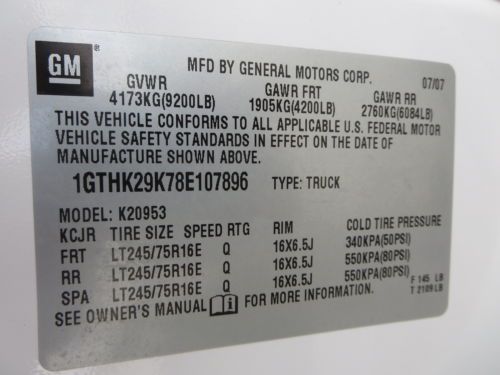 GM ®
MFD BY GENERAL MOTORS CORP. 07/07
GVWR GAWR FRT GAWR RR
4173KG(9200LB) 1905KG(4200LB) 2760KG(6084LB)
THIS VEHICLE CONFORMS TO ALL APPLICABLE U.S. FEDERAL MOTOR
VEHICLE SAFETY STANDARDS IN EFFECT ON THE DATE OF
MANUFACTURE SHOWN ABOVE.
1GTHK29K78E107896 TYPE: TRUCK
MODEL: K20953
KCJR TIRE SIZE SPEED RTG RIM COLD TIRE PRESSURE
FRT LT245/75R16E Q 16X6.5J 340KPA(50PSI)
RR LT245/75R16E Q 16X6.5J 550KPA(80PSI)
SPA LT245/75R16E Q 16X6.5J 550KPA(80PSI)
SEE OWNER'S MANUAL FOR MORE INFORMATION.
F 145 LB
T 2109 LB